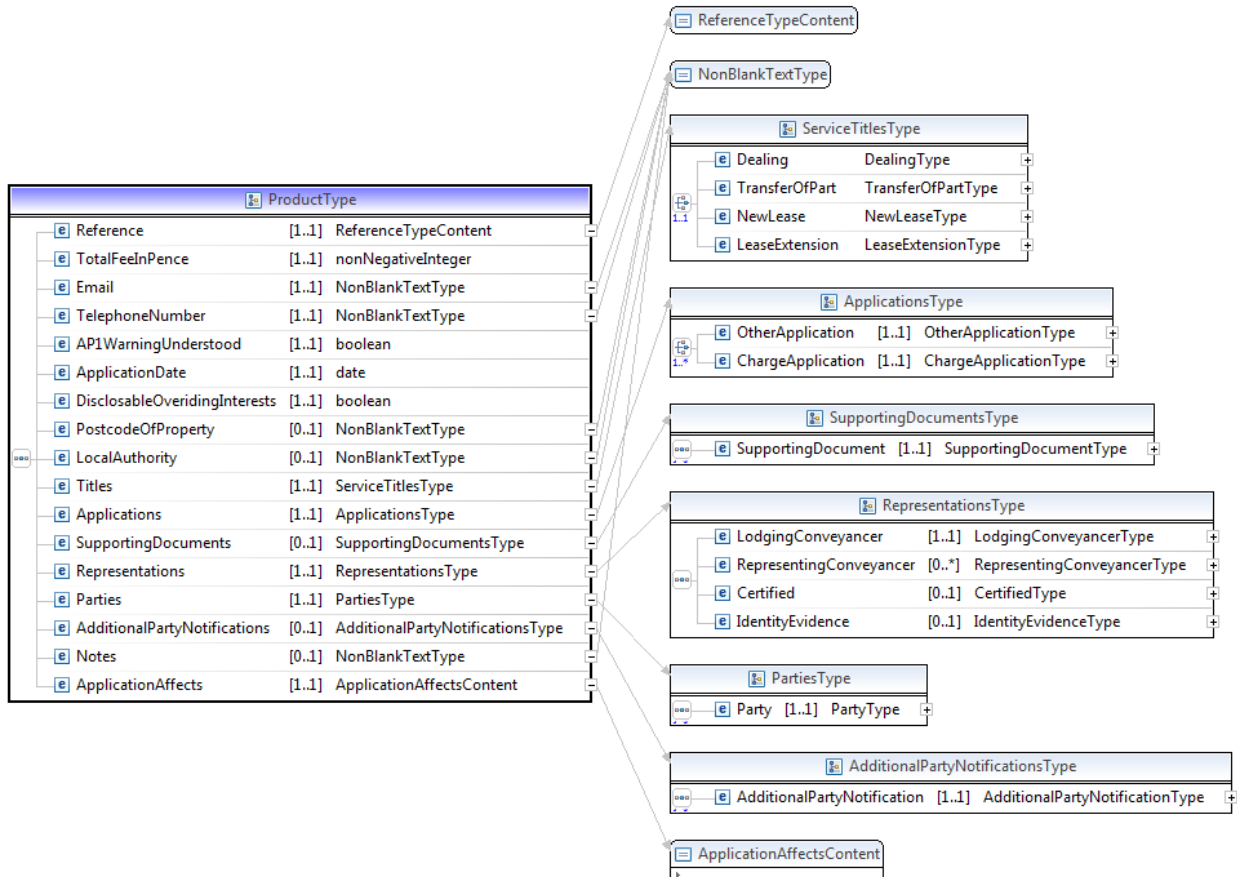 ProductType
Reference [1..1] ReferenceTypeContent
TotalFeeInPence [1..1] nonNegativeInteger
Email [1..1] NonBlankTextType
TelephoneNumber [1..1] NonBlankTextType
AP1WarningUnderstood [1..1] boolean
ApplicationDate [1..1] date
DisclosableOveridingInterests [1..1] boolean
PostcodeOfProperty [0..1] NonBlankTextType
LocalAuthority [0..1] NonBlankTextType
Titles [1..1] ServiceTitlesType
Applications [1..1] ApplicationsType
SupportingDocuments [0..1] SupportingDocumentsType
Representations [1..1] RepresentationsType
Parties [1..1] PartiesType
AdditionalPartyNotifications [0..1] AdditionalPartyNotificationsType
Notes [0..1] NonBlankTextType
ApplicationAffects [1..1] ApplicationAffectsContent
ReferenceTypeContent
NonBlankTextType
ServiceTitlesType
1..1
Dealing DealingType
TransferOfPart TransferOfPartType
NewLease NewLeaseType
LeaseExtension LeaseExtensionType
ApplicationsType
1..*
OtherApplication [1..1] OtherApplicationType
ChargeApplication [1..1] ChargeApplicationType
SupportingDocumentsType
SupportingDocument [1..1] SupportingDocumentType
RepresentationsType
LodgingConveyancer [1..1] LodgingConveyancerType
RepresentingConveyancer [0..*] RepresentingConveyancerType
Certified [0..1] CertifiedType
IdentityEvidence [0..1] IdentityEvidenceType
PartiesType
Party [1..1] PartyType
AdditionalPartyNotificationsType
AdditionalPartyNotification [1..1] AdditionalPartyNotificationType
ApplicationAffectsContent